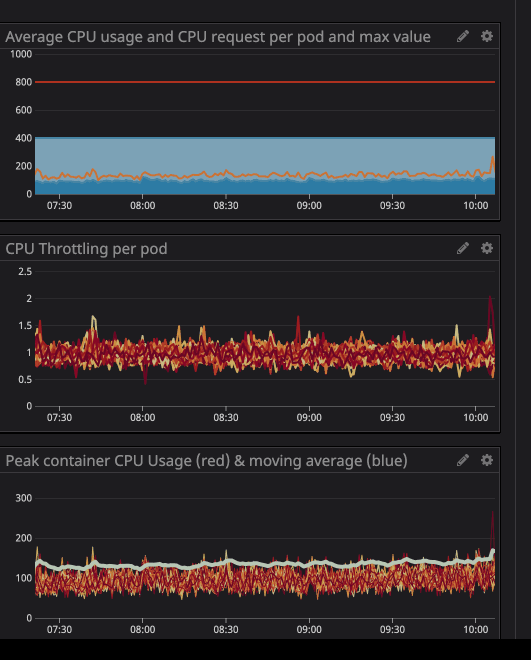 Average CPU usage and CPU request per pod and max value
1000
800
600
400
200
0
07:30 08:00 08:30 09:00 09:30 10:00
CPU Throttling per pod
2.5
2
1.5
1
0.5
0
07:30 08:00 08:30 09:00 09:30 10:00
Peak container CPU Usage (red) & moving average (blue)
300
200
100
0
07:30 08:00 08:30 09:00 09:30 10:00